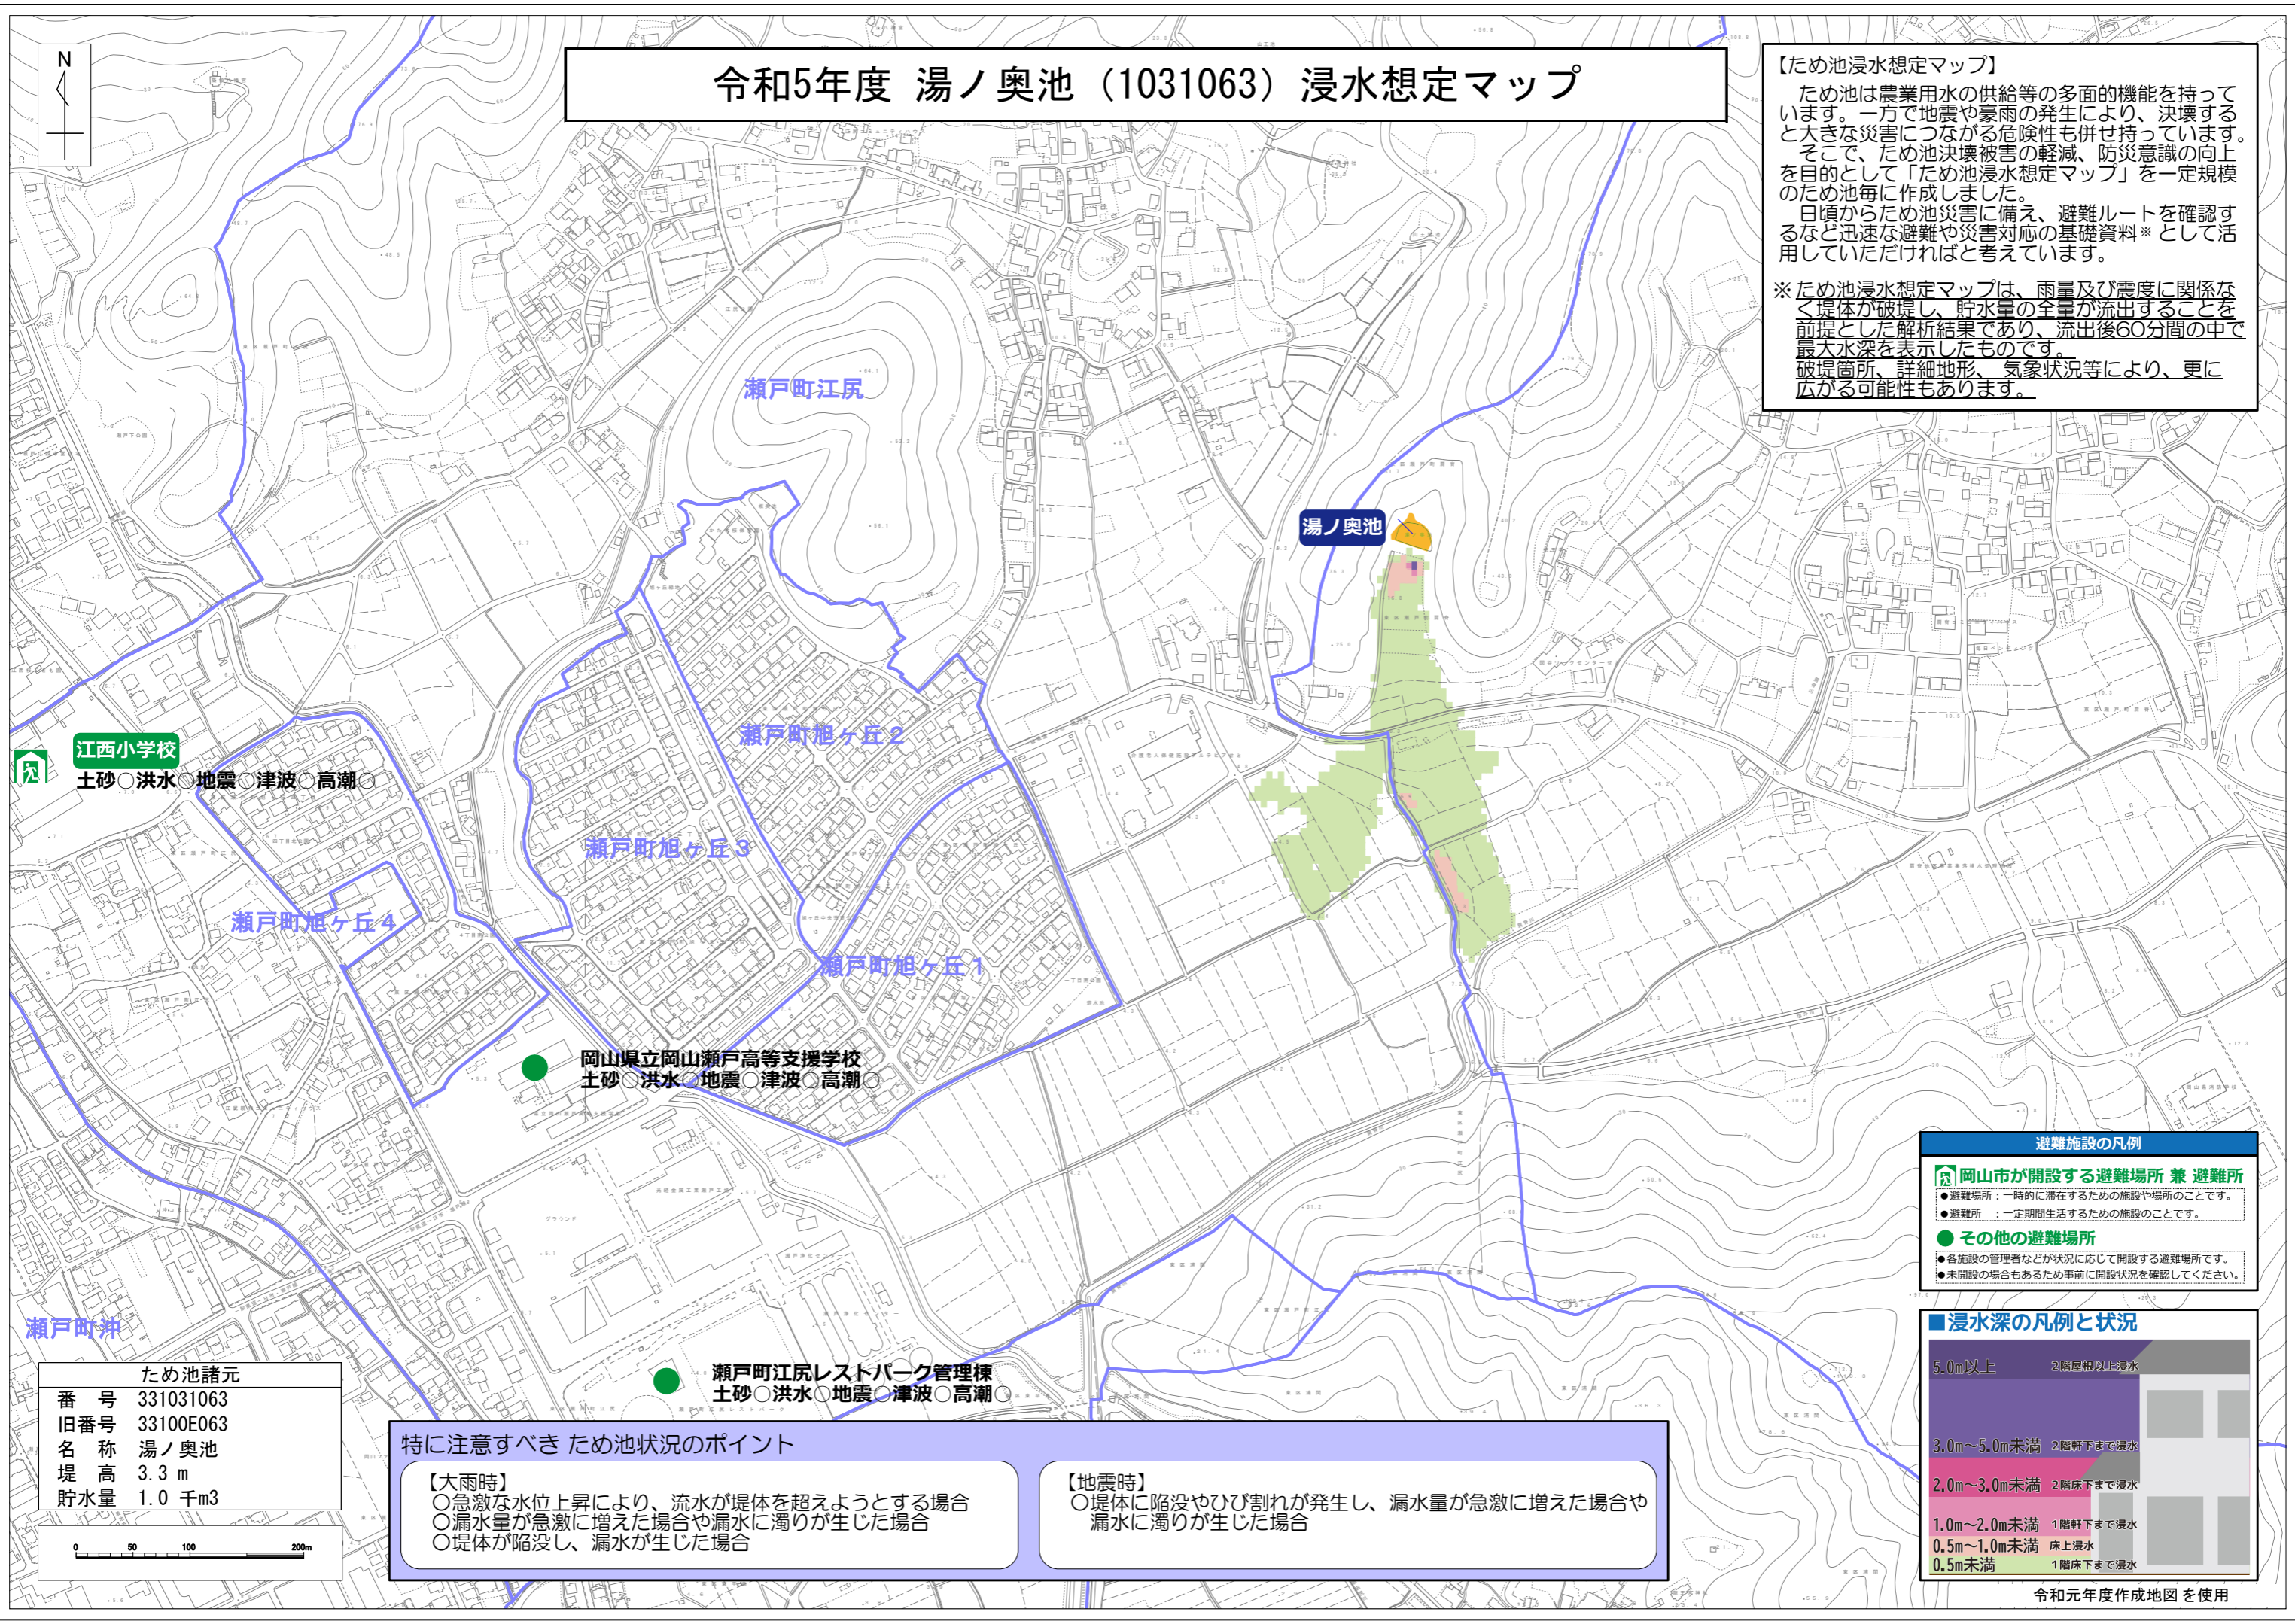 令和5年度 湯ノ奥池（1031063）浸水想定マップ
N
【ため池浸水想定マップ】
ため池は農業用水の供給等の多面的機能を持って
います。一方で地震や豪雨の発生により、決壊する
と大きな災害につながる危険性も併せ持っています。
そこで、ため池決壊被害の軽減、防災意識の向上
を目的として「ため池浸水想定マップ」を一定規模
のため池毎に作成しました。
日頃からため池災害に備え、避難ルートを確認す
るなど迅速な避難や災害対応の基礎資料※として活
用していただければと考えています。
※ため池浸水想定マップは、雨量及び震度に関係な
く堤体が破堤し、貯水量の全量が流出することを
前提とした解析結果であり、流出後60分間の中で
最大水深を表示したものです。
破堤箇所、詳細地形、気象状況等により、更に
広がる可能性もあります。
瀬戸町江尻
湯ノ奥池
瀬戸町旭ヶ丘２
江西小学校
土砂○洪水○地震○津波○高潮○
瀬戸町旭ヶ丘３
瀬戸町旭ヶ丘４
瀬戸町旭ヶ丘１
岡山県立岡山瀬戸高等支援学校
土砂○洪水○地震○津波○高潮○
瀬戸町沖
瀬戸町江尻レストパーク管理棟
土砂○洪水○地震○津波○高潮○
避難施設の凡例
岡山市が開設する避難場所 兼 避難所
●避難場所：一時的に滞在するための施設や場所のことです。
●避難所　：一定期間生活するための施設のことです。
その他の避難場所
●各施設の管理者などが状況に応じて開設する避難場所です。
●未開設の場合もあるため事前に開設状況を確認してください。
■浸水深の凡例と状況
5.0m以上 2階屋根以上浸水
3.0m～5.0m未満 2階軒下まで浸水
2.0m～3.0m未満 2階床下まで浸水
1.0m～2.0m未満 1階軒下まで浸水
0.5m～1.0m未満 床上浸水
0.5m未満 1階床下まで浸水
令和元年度作成地図を使用
ため池諸元
番　号 331031063
旧番号 33100E063
名　称 湯ノ奥池
堤　高 3.3 m
貯水量 1.0 千m3
0 50 100 200m
特に注意すべき ため池状況のポイント
【大雨時】
○急激な水位上昇により、流水が堤体を超えようとする場合
○漏水量が急激に増えた場合や漏水に濁りが生じた場合
○堤体が陥没し、漏水が生じた場合
【地震時】
○堤体に陥没やひび割れが発生し、漏水量が急激に増えた場合や
漏水に濁りが生じた場合